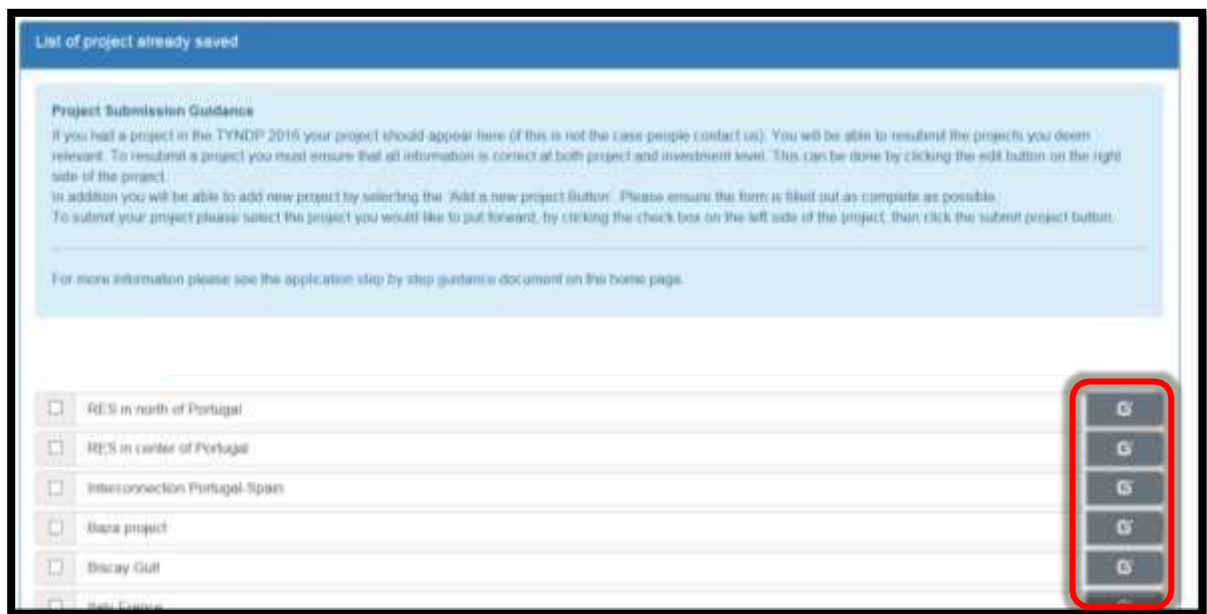 List of project already saved
Project Submission Guidance
If you had a project in the TYNDP 2016 your project should appear here (if this is not the case people contact us). You will be able to resubmit the projects you deem
relevant. To resubmit a project you must ensure that all information is correct at both project and investment level. This can be done by clicking the edit button on the right
side of the project.
In addition you will be able to add new project by selecting the 'Add a new project Button'. Please ensure the form is filled out as complete as possible.
To submit your project please select the project you would like to put forward, by clicking the check box on the left side of the project, then click the submit project button.
For more information please see the application step by step guidance document on the home page.
RES in north of Portugal
RES in center of Portugal
Interconnection Portugal-Spain
Baza project
Biscay Gulf
Italy-France